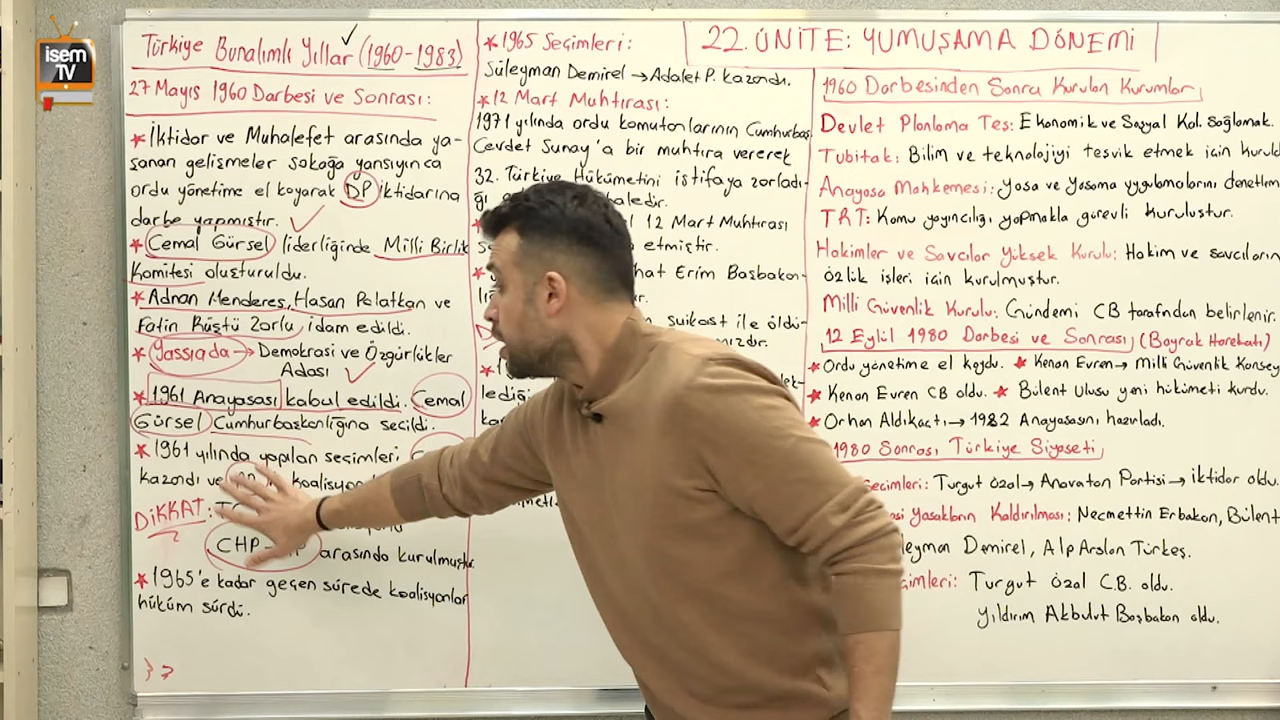 isem
TV
Türkiye Bunalımlı Yıllar (1960-1983)
27 Mayıs 1960 Darbesi ve Sonrası:
* İktidar ve Muhalefet arasında ya-
şanan gelişmeler sokağa yansıyınca
ordu yönetime el koyarak DP iktidarına
darbe yapmıştır.
* Cemal Gürsel liderliğinde Milli Birlik
Komitesi oluşturuldu.
* Adnan Menderes, Hasan Polatkan ve
Fatin Rüştü Zorlu idam edildi.
* Yassıada → Demokrasi ve Özgürlükler
Adası
* 1961 Anayasası kabul edildi. Cemal
Gürsel Cumhurbaşkanlığına seçildi.
* 1961 yılında yapılan seçimleri
kazandı ve koalisyon
DİKKAT:
CHP arasında kurulmuştur.
* 1965'e kadar geçen sürede koalisyonlar
hüküm sürdü.
* 1965 Seçimleri:
Süleyman Demirel → Adalet P. kazandı.
* 12 Mart Muhtırası:
1971 yılında ordu komutanlarının Cumhurbaş
Cevdet Sunay'a bir muhtıra vererek
32. Türkiye Hükümetini istifaya zorladı-
12 Mart Muhtırası
etmiştir.
hat Erim Başbakan-
suikast ile öldü-
22. ÜNİTE: YUMUŞAMA DÖNEMİ
1960 Darbesinden Sonra Kurulan Kurumlar
Devlet Planlama Teş: Ekonomik ve Sosyal Kal. Sağlamak.
Tubitak: Bilim ve teknolojiyi teşvik etmek için kuruld
Anayasa Mahkemesi: Yasa ve Yasama uygulamalarını denetlem
TRT: Kamu yayıncılığı yapmakla görevli kuruluştur.
Hakimler ve Savcılar Yüksek Kurulu: Hakim ve savcıların
özlük işleri için kurulmuştur.
Milli Güvenlik Kurulu: Gündemi CB tarafından belirlenir.
12 Eylül 1980 Darbesi ve Sonrası (Bayrak Harekatı)
* Ordu yönetime el koydu. * Kenan Evren → Milli Güvenlik Konsey
* Kenan Evren CB oldu. * Bülent Ulusu yeni hükümeti kurdu.
* Orhan Aldıkaçtı → 1982 Anayasasını hazırladı.
1980 Sonrası Türkiye Siyaseti
Seçimleri: Turgut Özal → Anavatan Partisi → iktidar oldu.
asi Yasakların Kaldırılması: Necmettin Erbakan, Bülent
leyman Demirel, Alp Arslan Türkeş.
çimleri: Turgut Özal C.B. oldu.
Yıldırım Akbulut Başbakan oldu.